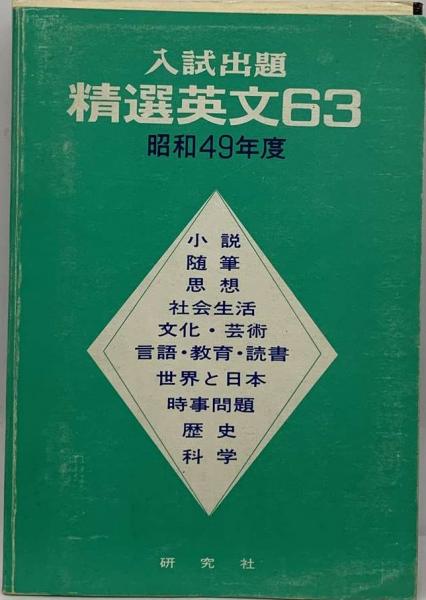 入試出題
精選英文63
昭和49年度
小説
随筆
思想
社会生活
文化・芸術
言語・教育・読書
世界と日本
時事問題
歴史
科学
研究社